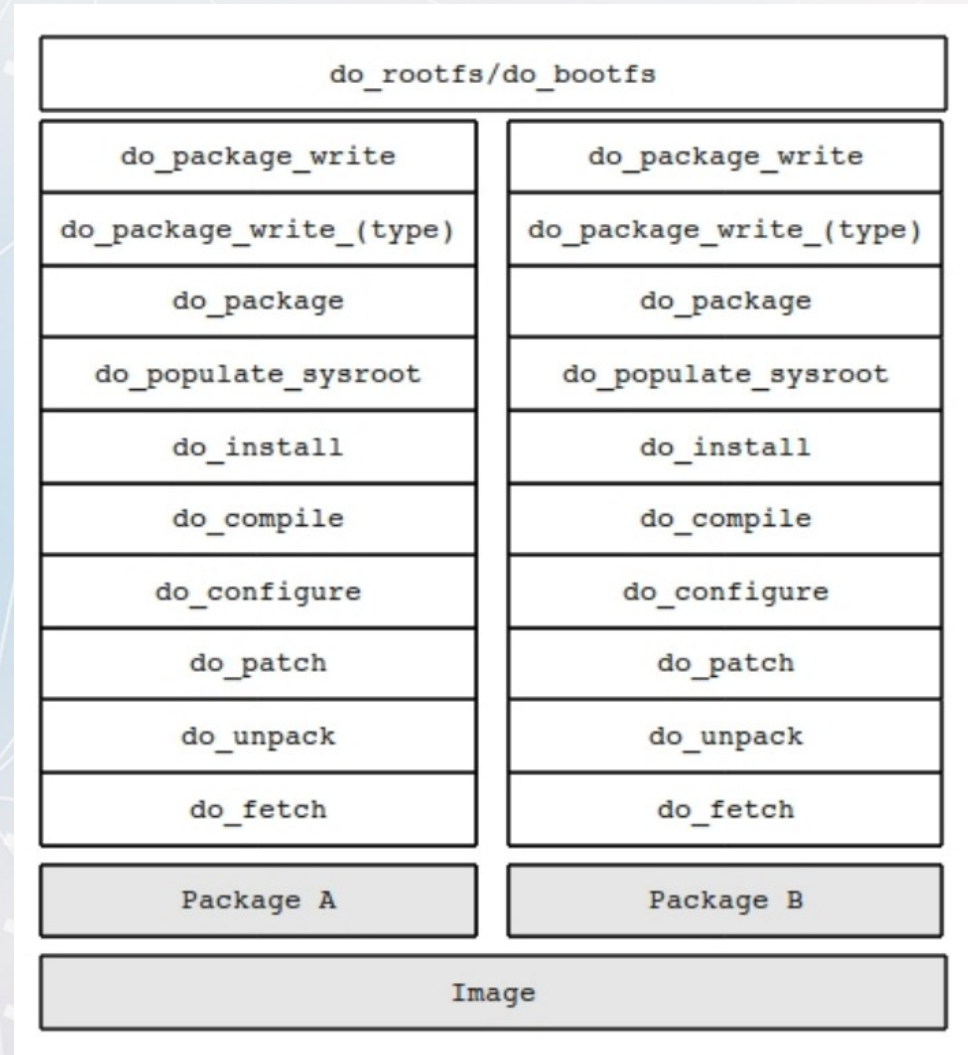 do_rootfs/do_bootfs
do_package_write do_package_write
do_package_write_(type) do_package_write_(type)
do_package do_package
do_populate_sysroot do_populate_sysroot
do_install do_install
do_compile do_compile
do_configure do_configure
do_patch do_patch
do_unpack do_unpack
do_fetch do_fetch
Package A Package B
Image